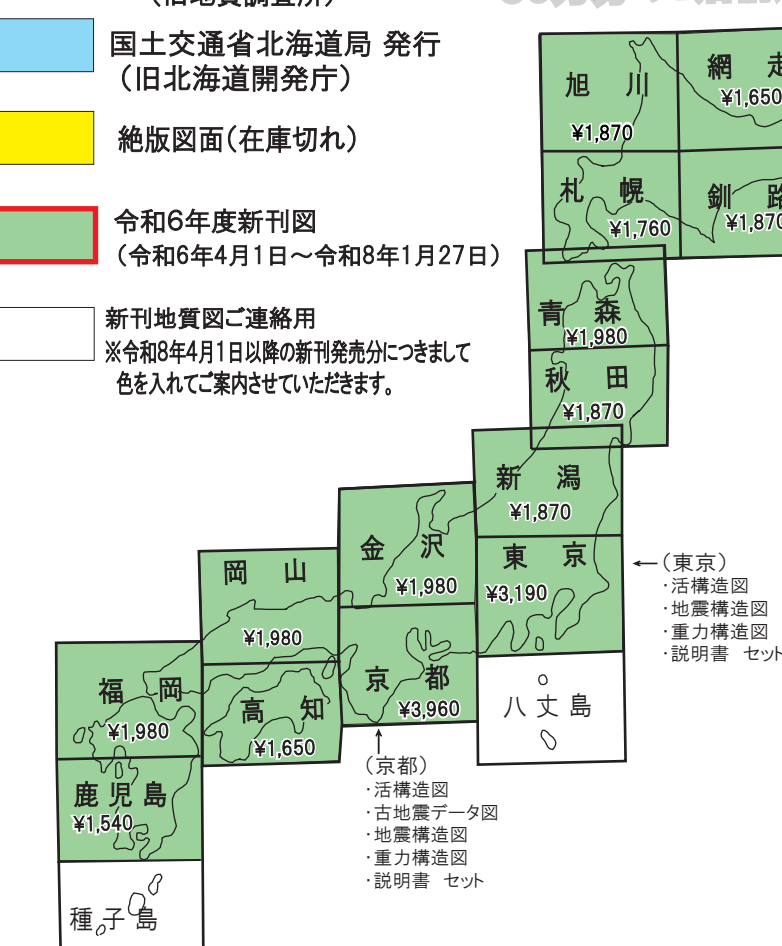 国土交通省北海道局 発行
（旧北海道開発庁）
絶版図面（在庫切れ）
令和6年度新刊図
（令和6年4月1日～令和8年1月27日）
新刊地質図ご連絡用
※令和8年4月1日以降の新刊発売分につきまして
色を入れてご案内させていただきます。
旭 川
¥1,870
網 走
¥1,650
札 幌
¥1,760
釧 路
¥1,870
青 森
¥1,980
秋 田
¥1,870
新 潟
¥1,870
金 沢
¥1,980
東 京
¥3,190
←（東京）
・活構造図
・地震構造図
・重力構造図
・説明書 セット
岡 山
¥1,980
京 都
¥3,960
八 丈 島
福 岡
¥1,980
高 知
¥1,650
（京都）
・活構造図
・古地震データ図
・地震構造図
・重力構造図
・説明書 セット
鹿 児 島
¥1,540
種 子 島